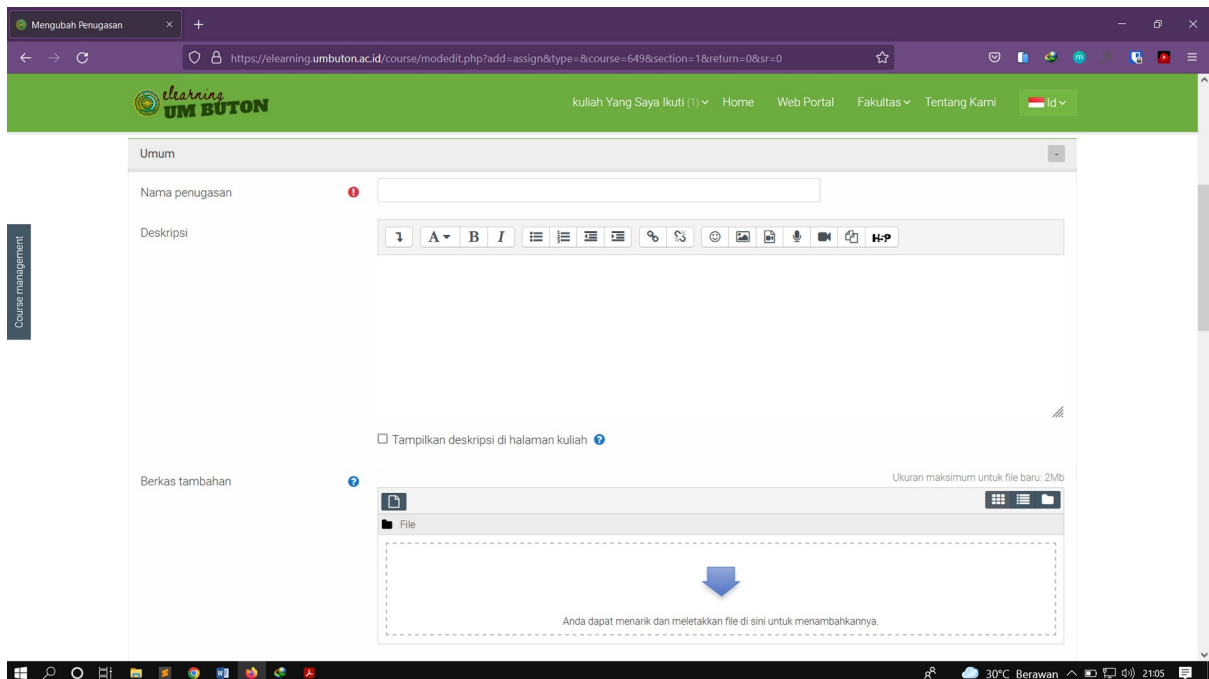 Mengubah Penugasan
https://elearning.umbuton.ac.id/course/modedit.php?add=assign&type=&course=649&section=1&return=0&sr=0
elearning
UM BUTON
kuliah Yang Saya Ikuti (1) Home Web Portal Fakultas Tentang Kami Id
Umum
Nama penugasan
Deskripsi
A B I H-P
Course management
Tampilkan deskripsi di halaman kuliah
Berkas tambahan
Ukuran maksimum untuk file baru: 2Mb
File
Anda dapat menarik dan meletakkan file di sini untuk menambahkannya.
30°C Berawan 21:05